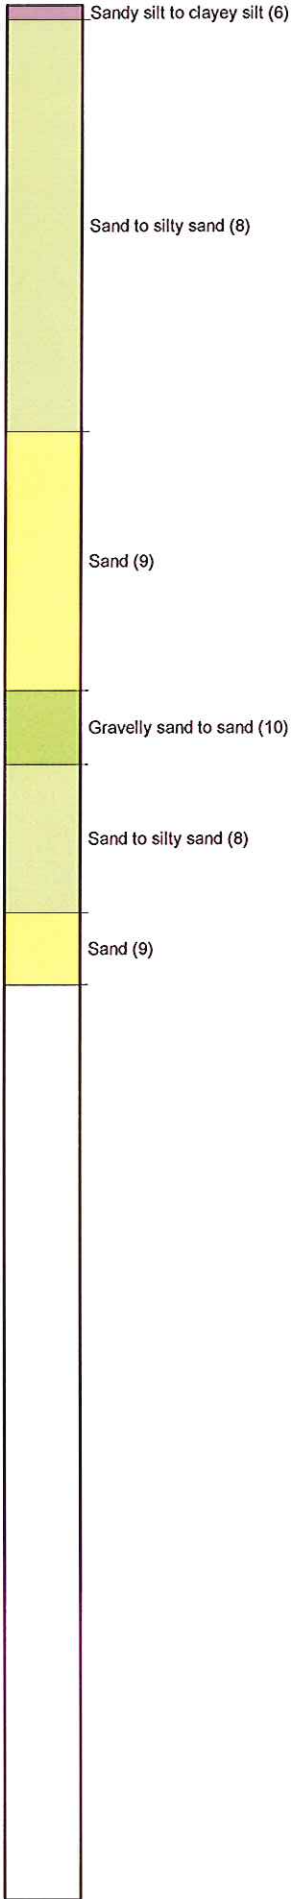 Sandy silt to clayey silt (6)
Sand to silty sand (8)
Sand (9)
Gravelly sand to sand (10)
Sand to silty sand (8)
Sand (9)